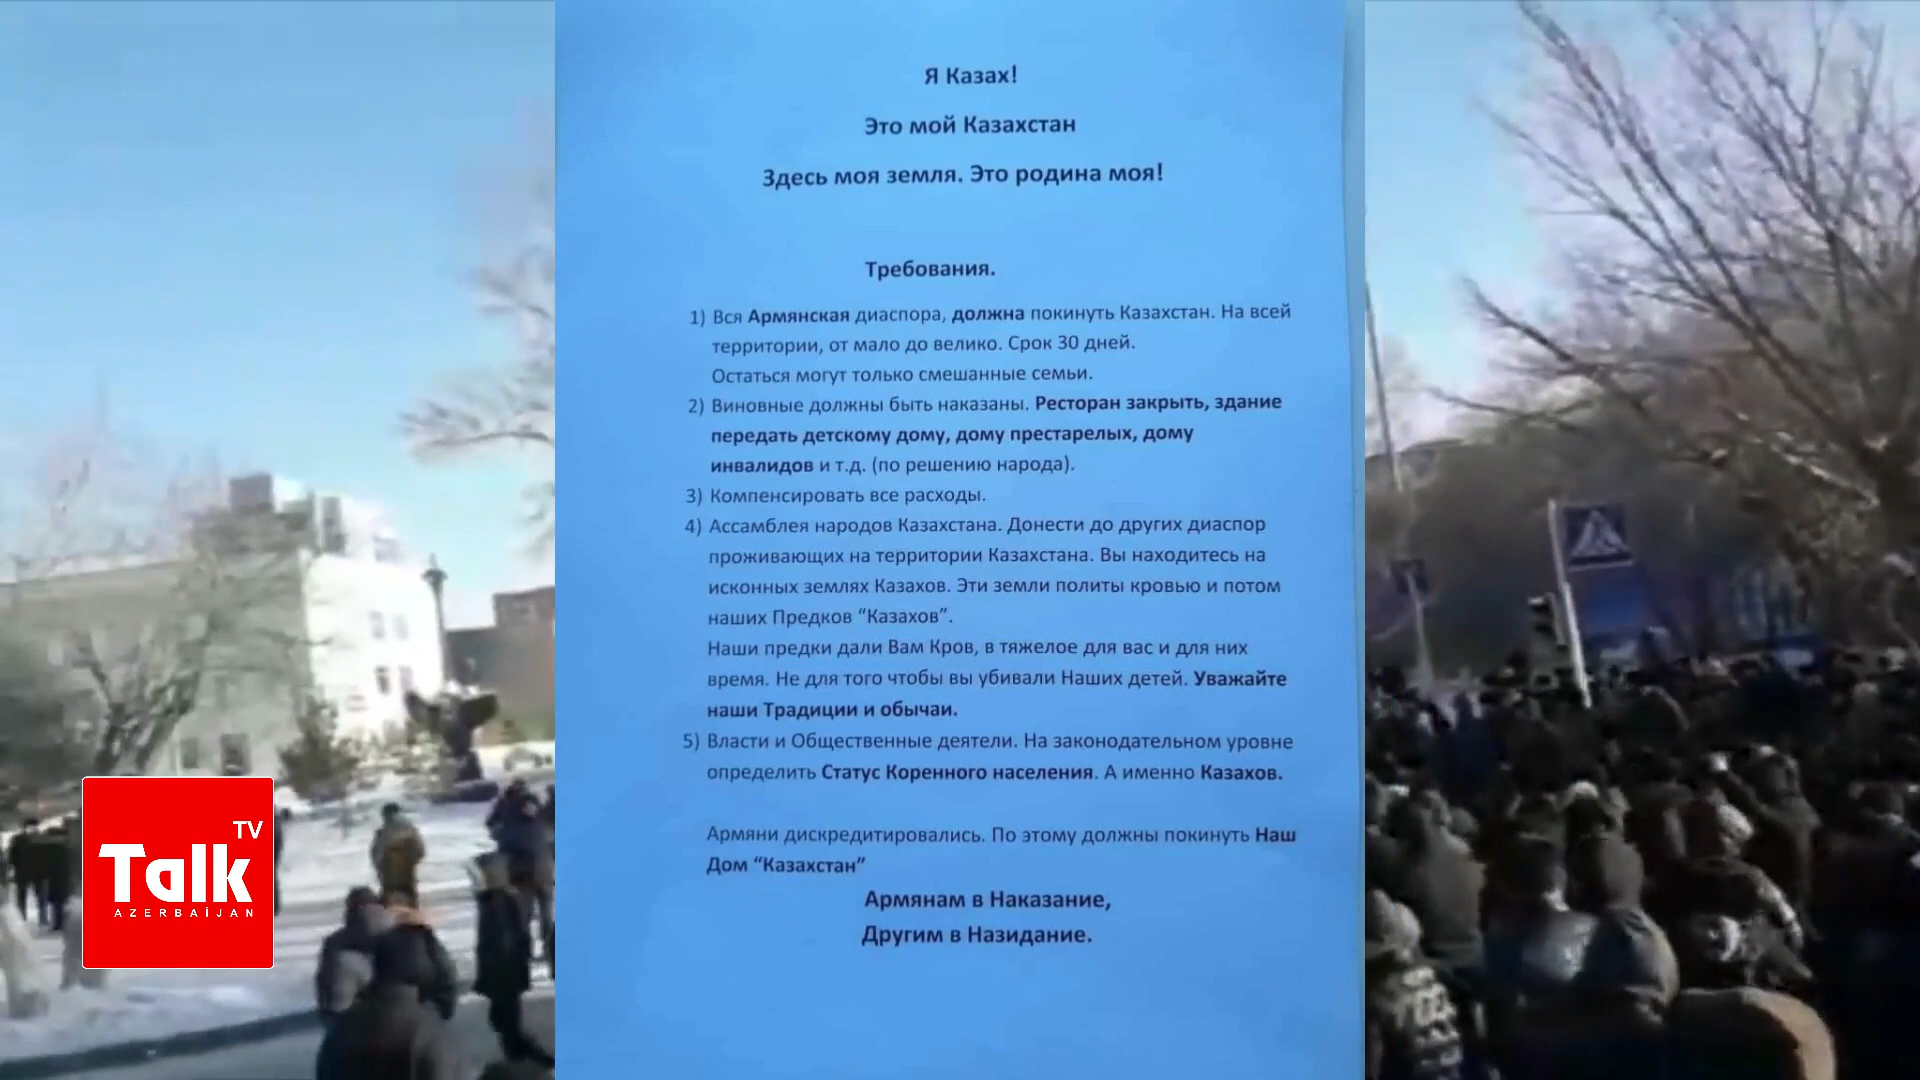 Я Казах!
Это мой Казахстан
Здесь моя земля. Это родина моя!
Требования.
1) Вся Армянская диаспора, должна покинуть Казахстан. На всей
территории, от мало до велико. Срок 30 дней.
Остаться могут только смешанные семьи.
2) Виновные должны быть наказаны. Ресторан закрыть, здание
передать детскому дому, дому престарелых, дому
инвалидов и т.д. (по решению народа).
3) Компенсировать все расходы.
4) Ассамблея народов Казахстана. Донести до других диаспор
проживающих на территории Казахстана. Вы находитесь на
исконных землях Казахов. Эти земли политы кровью и потом
наших Предков “Казахов”.
Наши предки дали Вам Кров, в тяжелое для вас и для них
время. Не для того чтобы вы убивали Наших детей. Уважайте
наши Традиции и обычаи.
5) Власти и Общественные деятели. На законодательном уровне
определить Статус Коренного населения. А именно Казахов.
Армяни дискредитировались. По этому должны покинуть Наш
Дом “Казахстан”
Армянам в Наказание,
Другим в Назидание.
TV
Talk
AZERBAİJAN